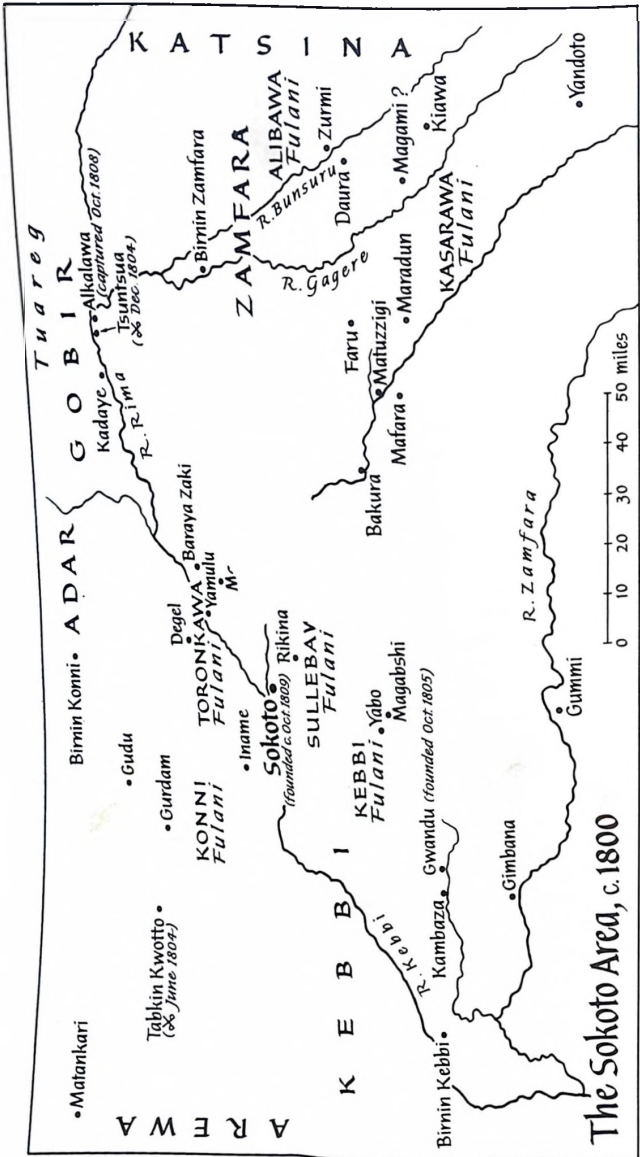 The Sokoto Area, c.1800
Tuareg
GOBIR
ADAR
KATSINA
ZAMFARA
KEBBI
AREWA
Matankari
Birnin Konni
Gudu
Gurdam
Tabkin Kwotto
(⚔ June 1804)
KONNI
Fulani
Iname
Degel
TORONKAWA
Fulani
Yamulu
Baraya Zaki
Kadaye
R. Rima
Alkalawa
(captured Oct.1808)
Tsuntsua
(⚔ Dec. 1804)
Birnin Zamfara
ALIBAWA
Fulani
Zurmi
R. Bunsuru
Daura
Magami ?
Kiawa
Yandoto
R. Gagere
KASARAWA
Fulani
Faru
Maradun
Matuzzigi
Mafara
Bakura
Sokoto
(founded c.Oct.1809)
Rikina
SULLEBAV
Fulani
KEBBI
Fulani
Yabo
Magabshi
Gwandu (founded Oct.1805)
Kambaza
R. Kebbi
Birnin Kebbi
Gimbana
Gummi
R. Zamfara
0 10 20 30 40 50 miles